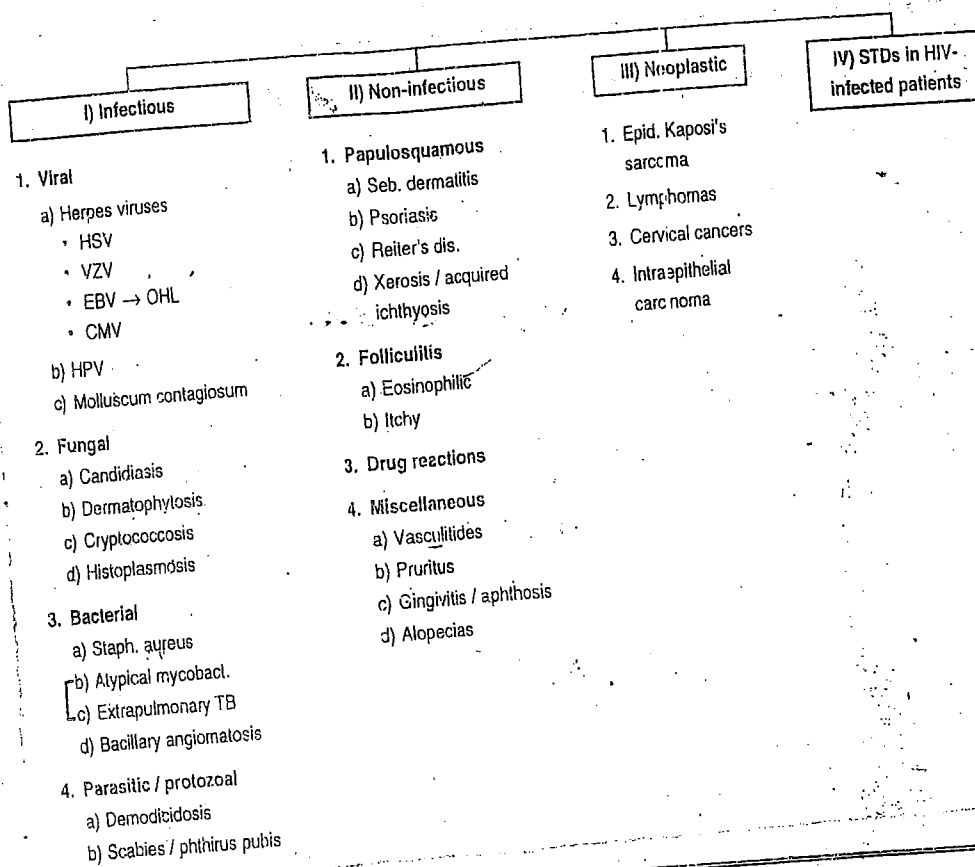 I) Infectious
1. Viral
a) Herpes viruses
• HSV
• VZV
• EBV → OHL
• CMV
b) HPV
c) Molluscum contagiosum
2. Fungal
a) Candidiasis
b) Dermatophytosis
c) Cryptococcosis
d) Histoplasmosis
3. Bacterial
a) Staph. aureus
b) Atypical mycobact.
c) Extrapulmonary TB
d) Bacillary angiomatosis
4. Parasitic / protozoal
a) Demodicidosis
b) Scabies / phthirus pubis
II) Non-infectious
1. Papulosquamous
a) Seb. dermatitis
b) Psoriasis
c) Reiter's dis.
d) Xerosis / acquired
ichthyosis
2. Folliculitis
a) Eosinophilic
b) Itchy
3. Drug reactions
4. Miscellaneous
a) Vasculitides
b) Pruritus
c) Gingivitis / aphthosis
d) Alopecias
III) Neoplastic
1. Epid. Kaposi's
sarcoma
2. Lymphomas
3. Cervical cancers
4. Intraepithelial
carcinoma
IV) STDs in HIV-
infected patients